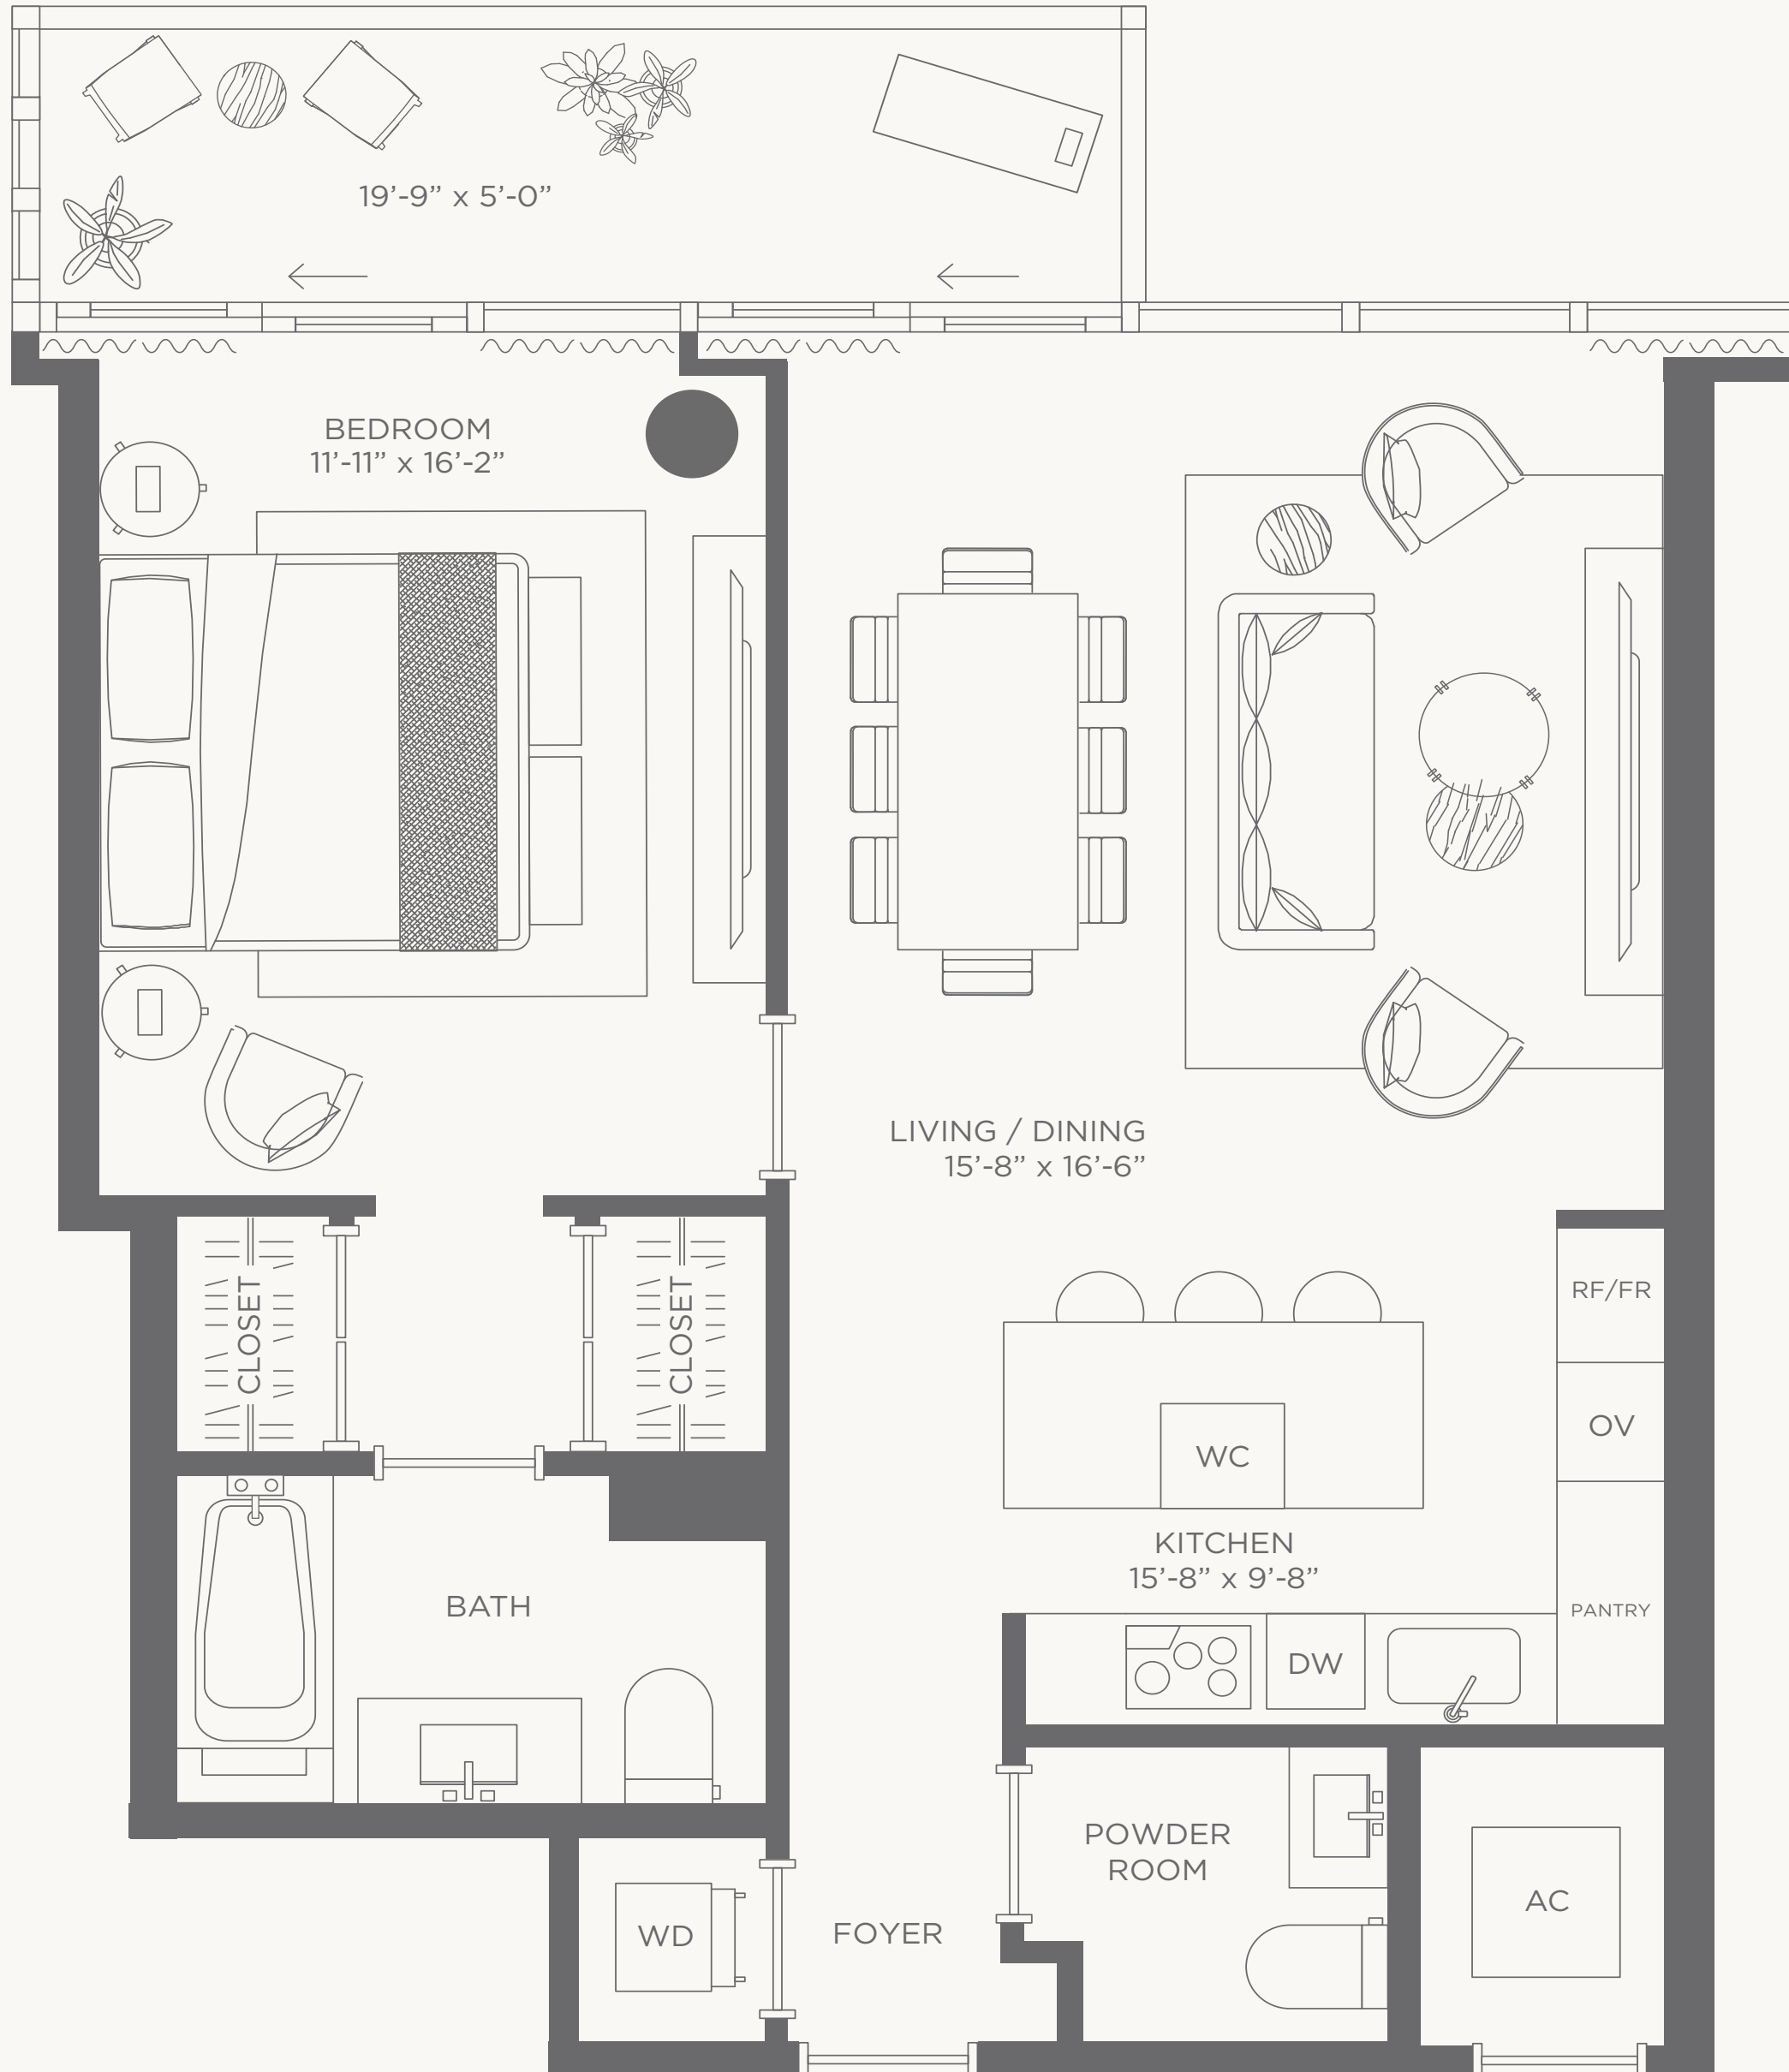 19’-9” x 5’-0”
BEDROOM
11’-11” x 16’-2”
LIVING / DINING
15’-8” x 16’-6”
CLOSET
CLOSET
RF/FR
OV
WC
KITCHEN
15’-8” x 9’-8”
PANTRY
BATH
DW
POWDER
ROOM
AC
WD
FOYER